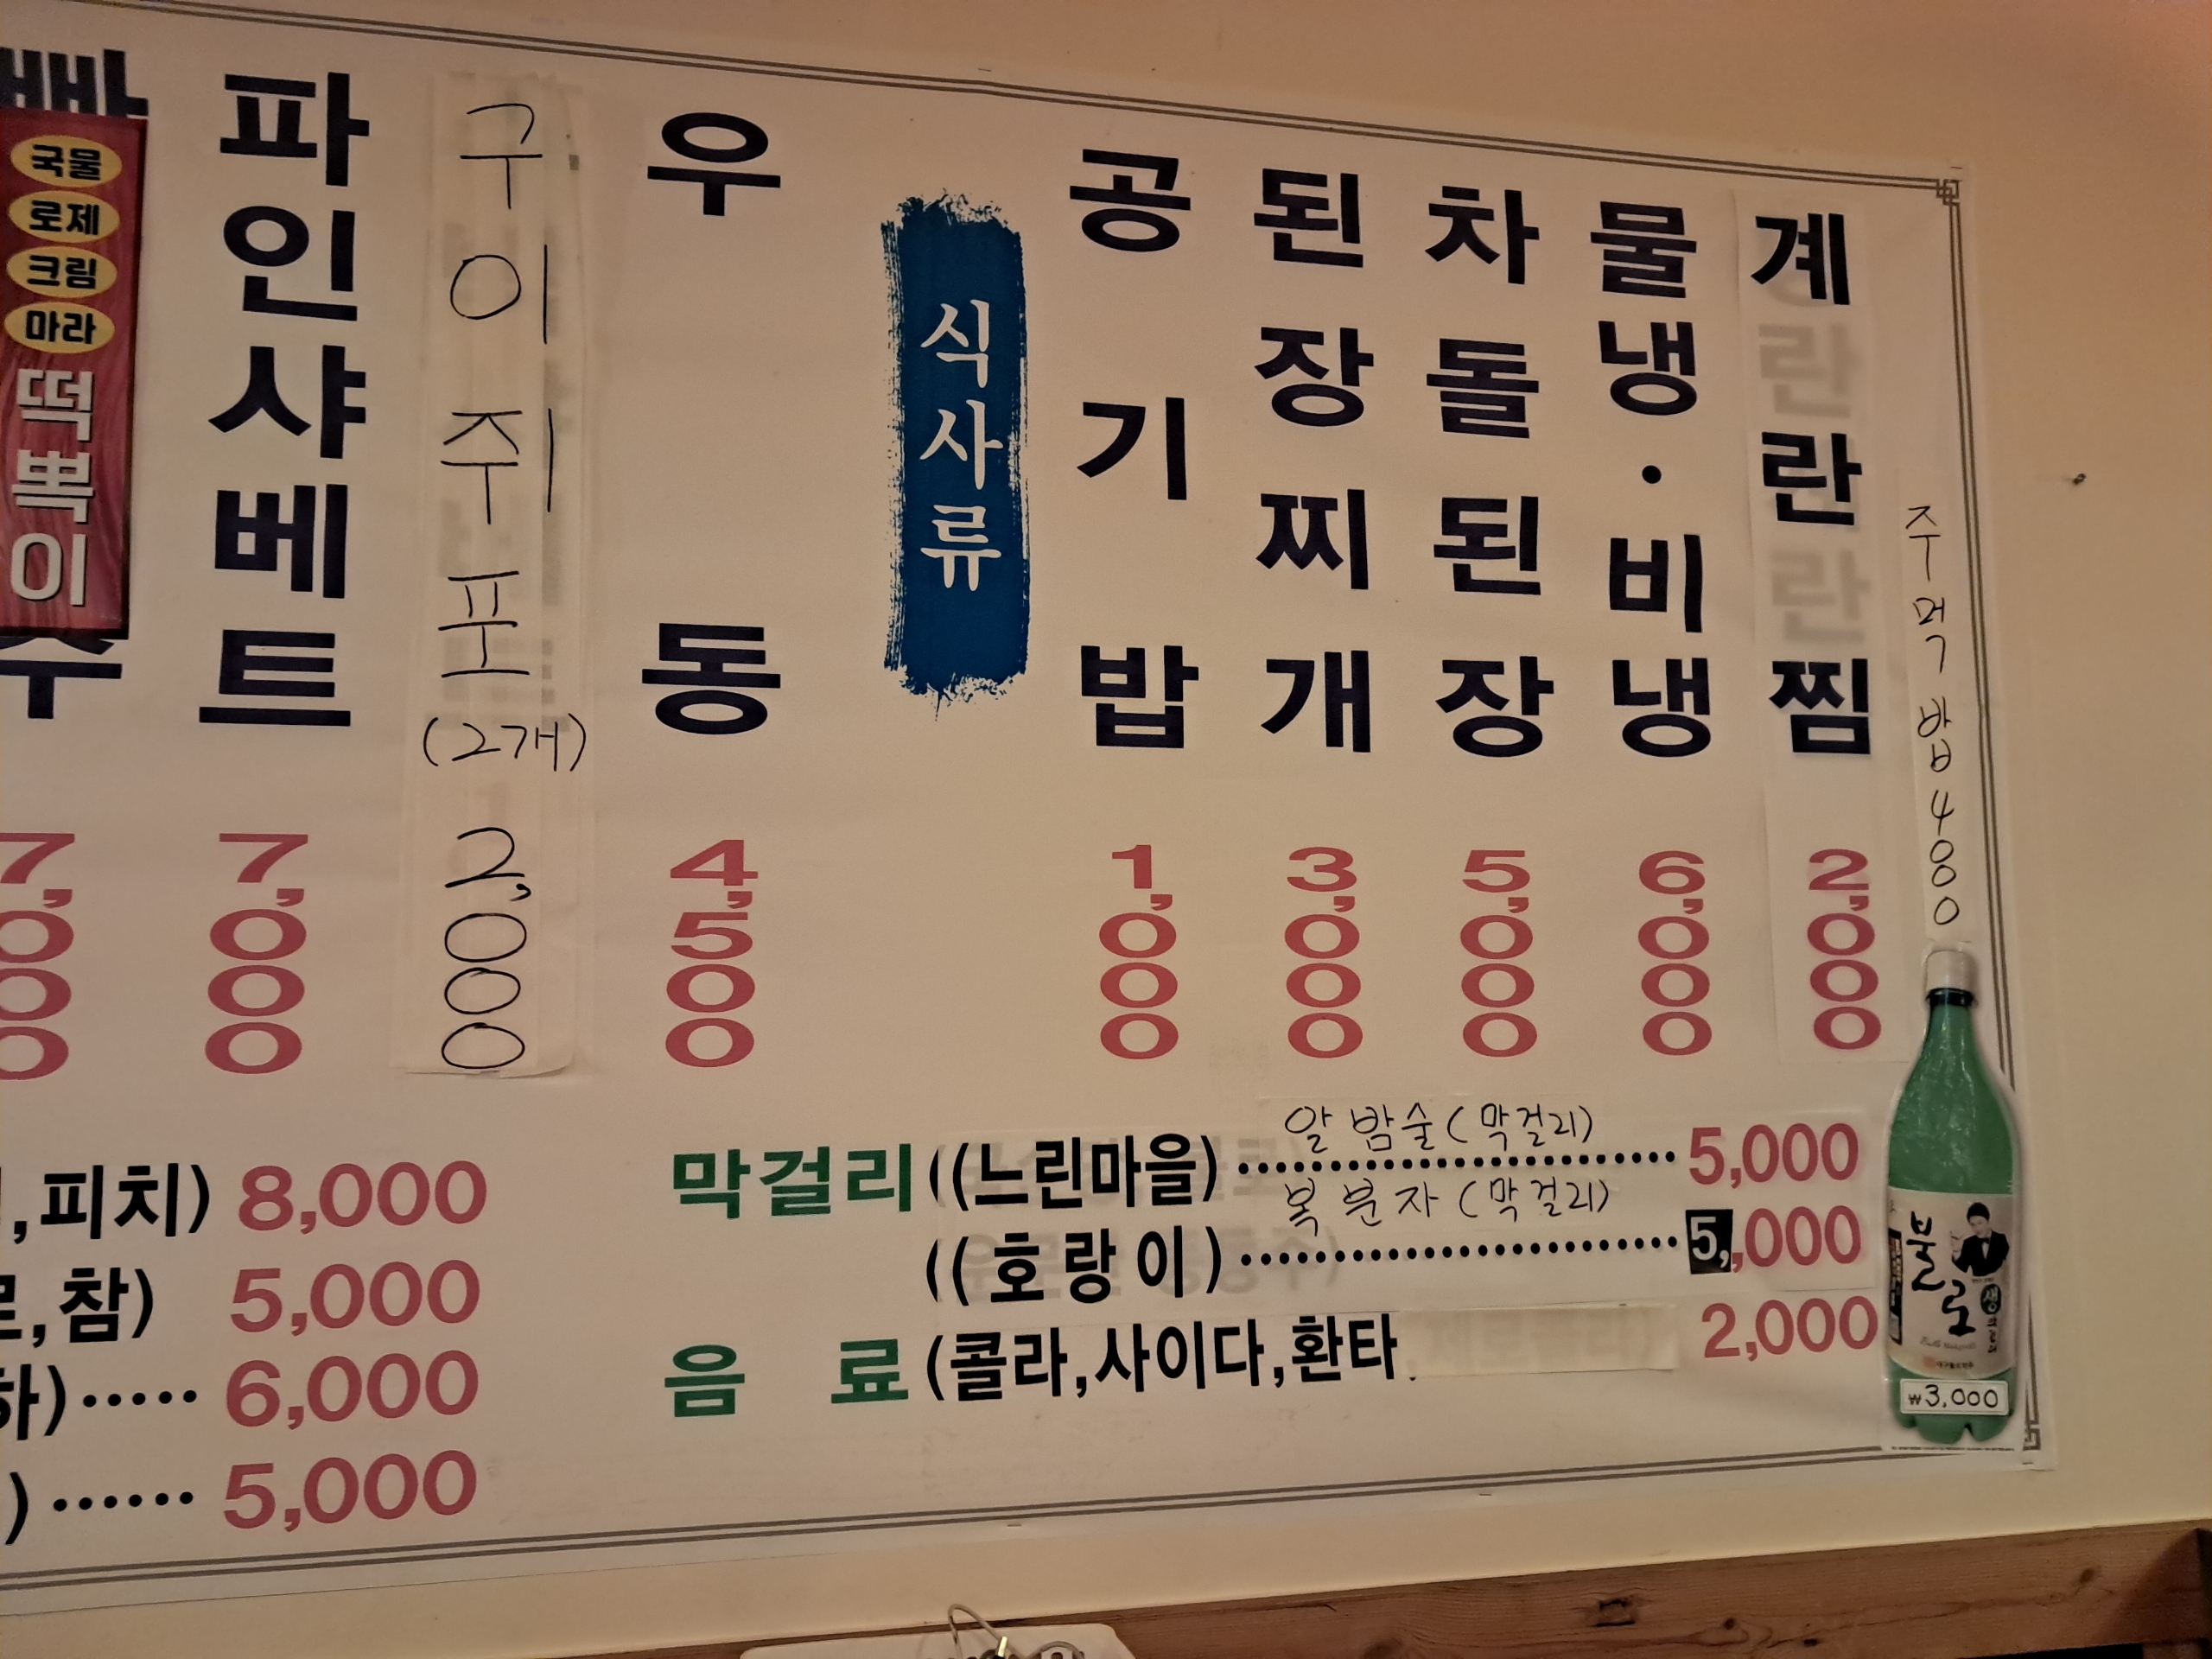 국물
로제
크림
마라
떡볶이
수 7,000
파인샤베트 7,000
구이쥐포(2개) 2,000
우동 4,500
식사류
공기밥 1,000
된장찌개 3,000
차돌된장 5,000
물냉·비냉 6,000
계란찜 2,000
주먹밥 4000
,피치) 8,000
,참) 5,000
하)····· 6,000
)······ 5,000
알밤술(막걸리)
막걸리 ((느린마을) ························ 5,000
복분자(막걸리)
((호랑이) ························ 5,000
음료 (콜라,사이다,환타, 2,000
불로
생
₩3,000